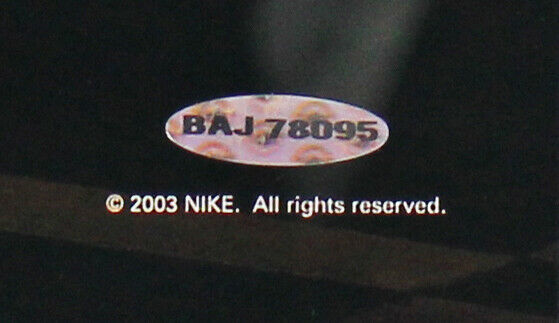 BAJ 78095
© 2003 NIKE. All rights reserved.